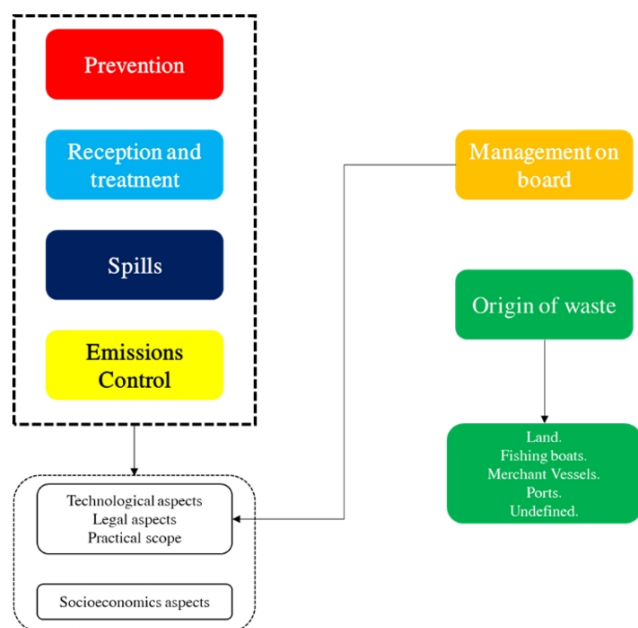 Prevention
Reception and
treatment
Spills
Emissions
Control
Technological aspects
Legal aspects
Practical scope
Socioeconomics aspects
Management on
board
Origin of waste
Land.
Fishing boats.
Merchant Vessels.
Ports.
Undefined.